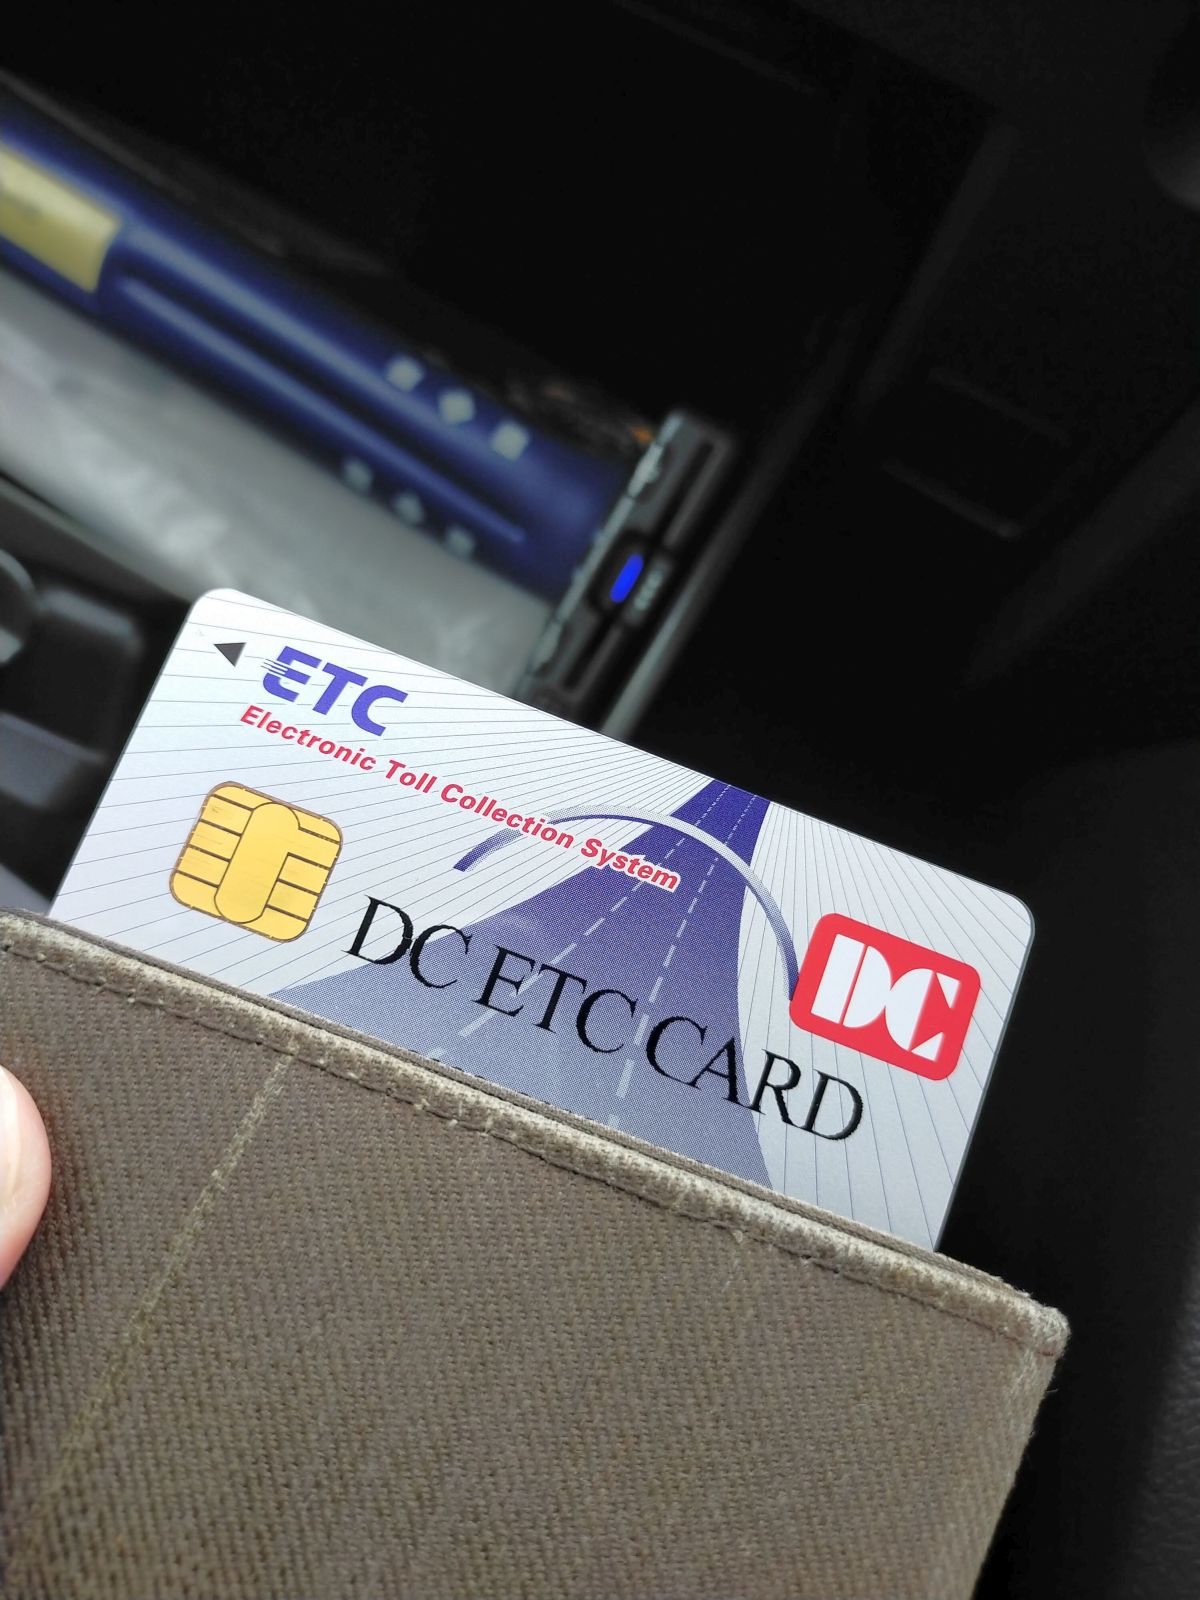 ETC
Electronic Toll Collection System
DC ETC CARD
DC